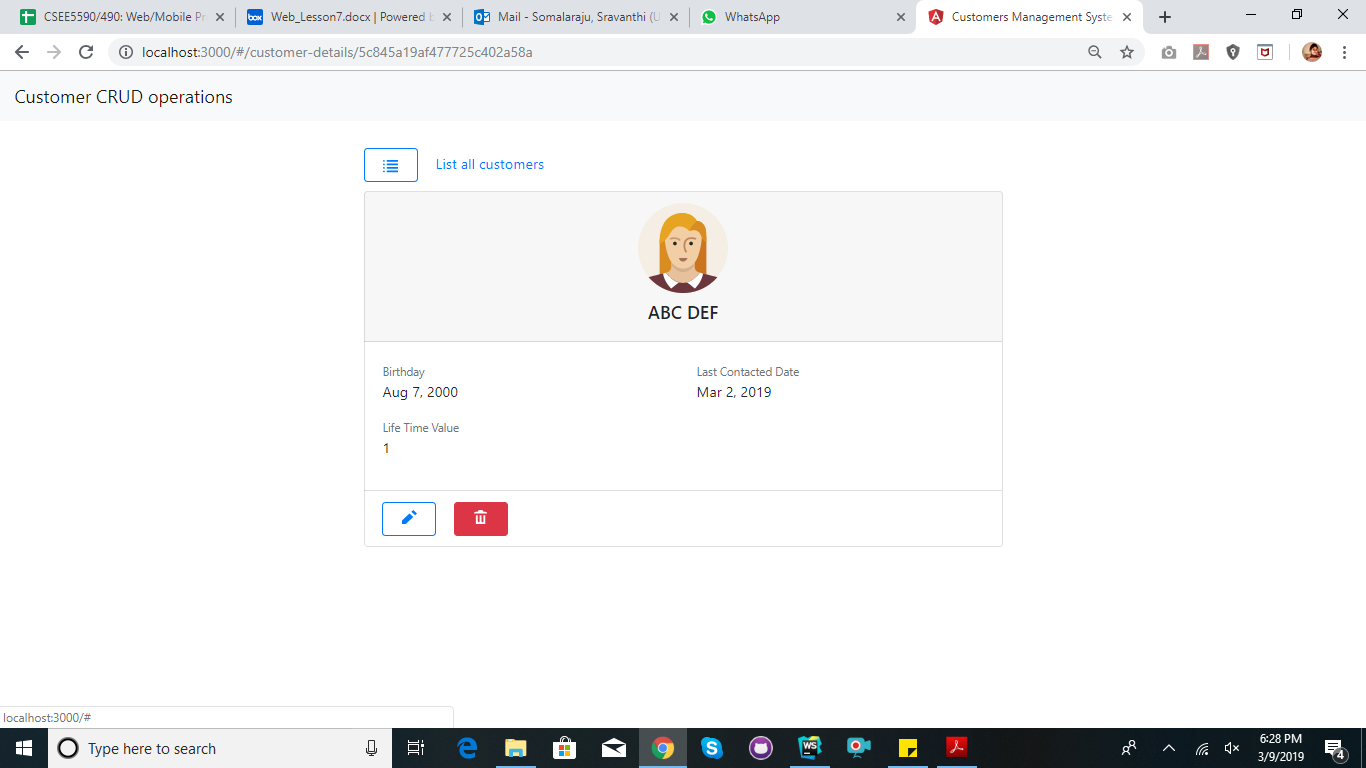 CSEE5590/490: Web/Mobile Pr
Web_Lesson7.docx | Powered b
Mail - Somalaraju, Sravanthi (U
WhatsApp
Customers Management Syste
localhost:3000/#/customer-details/5c845a19af477725c402a58a
Customer CRUD operations
List all customers
ABC DEF
Birthday
Last Contacted Date
Aug 7, 2000
Mar 2, 2019
Life Time Value
1
localhost:3000/#
Type here to search
6:28 PM
3/9/2019
4
box
WS